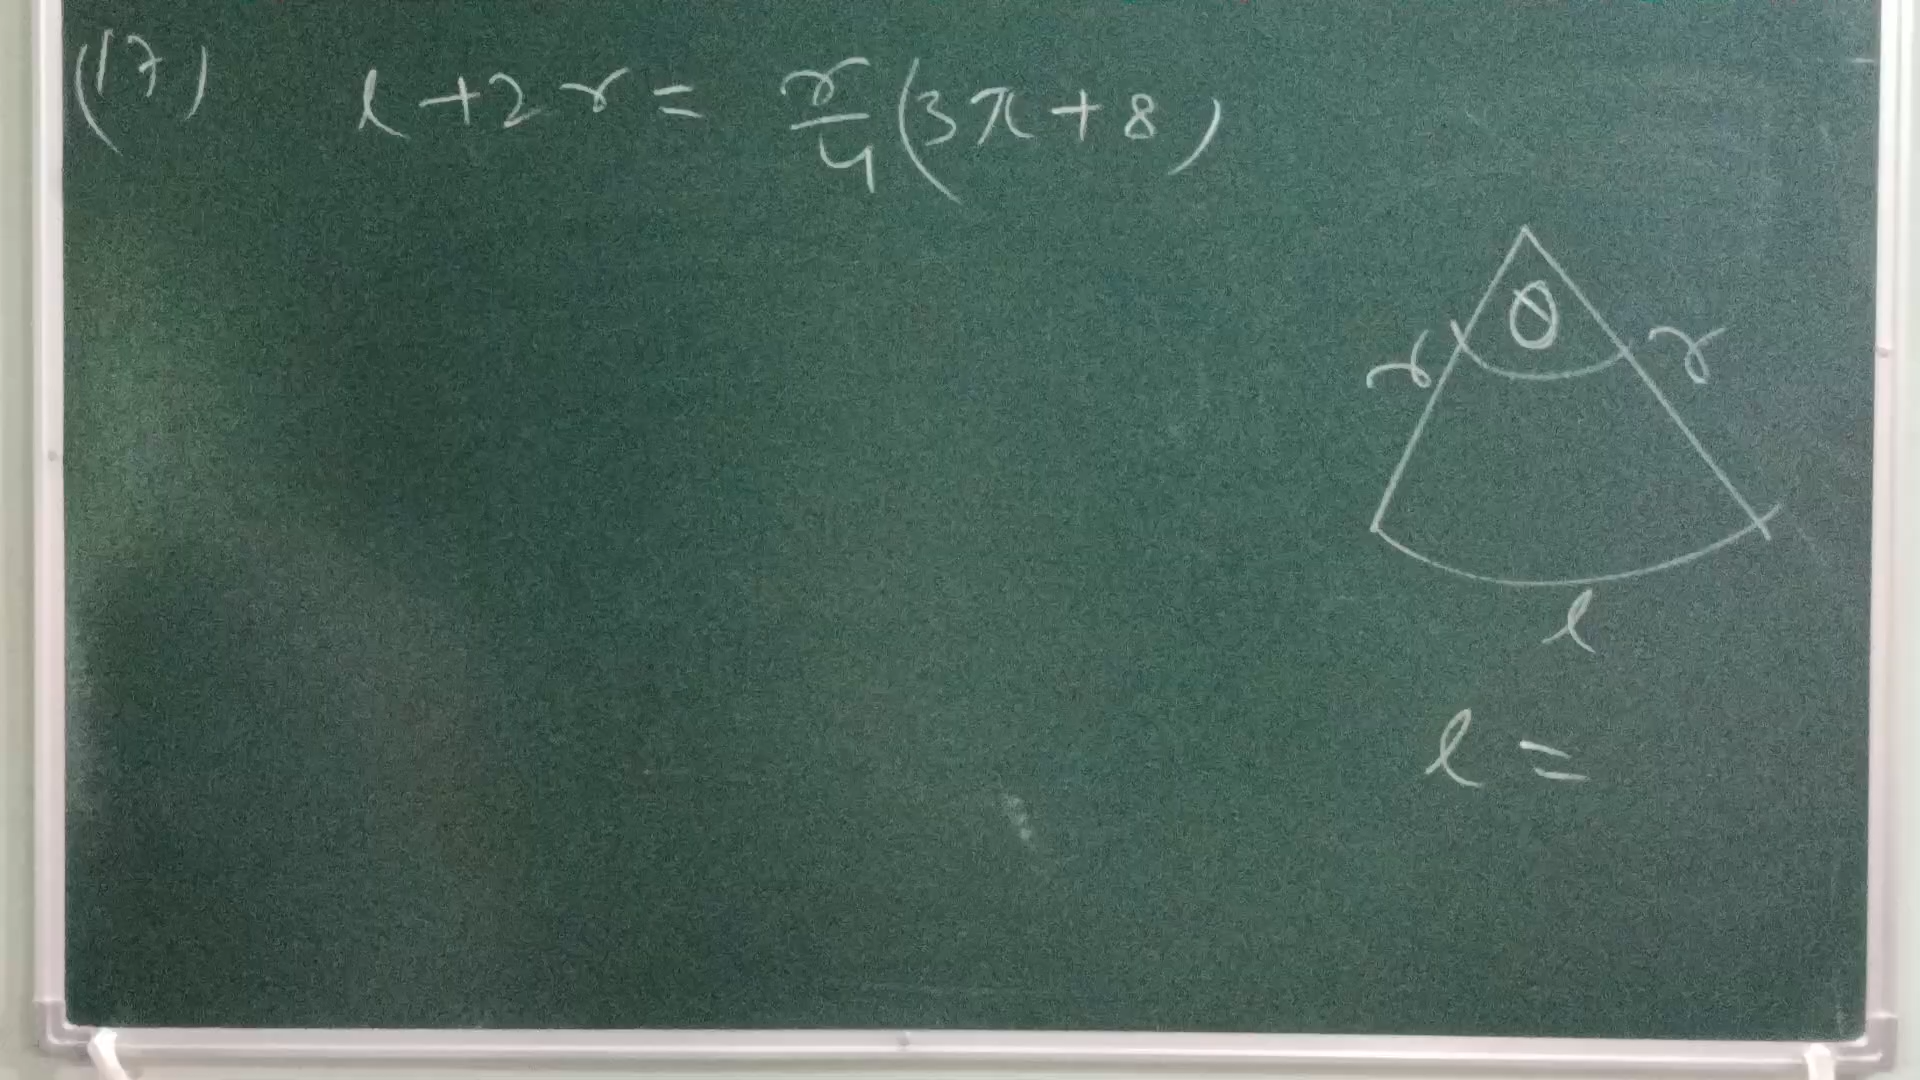 (17) l + 2r = r/4 (3π + 8)
θ
r r
l
l =